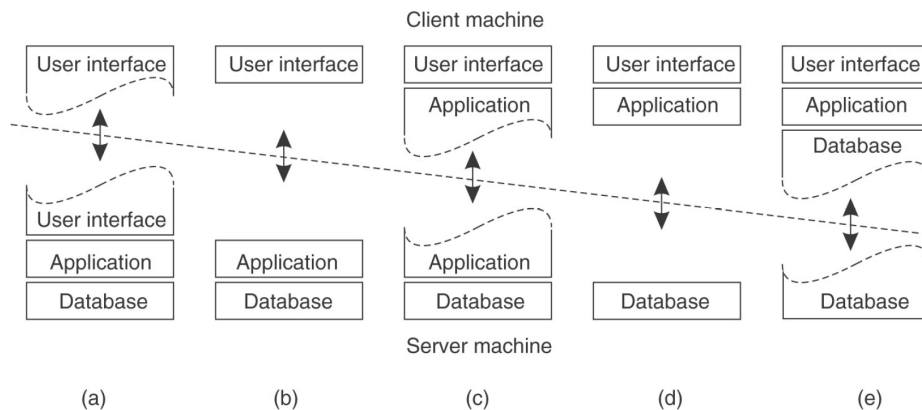 Client machine
User interface User interface User interface User interface User interface
Application Application Application
Database
User interface
Application Application Application
Database Database Database Database Database
Server machine
(a) (b) (c) (d) (e)